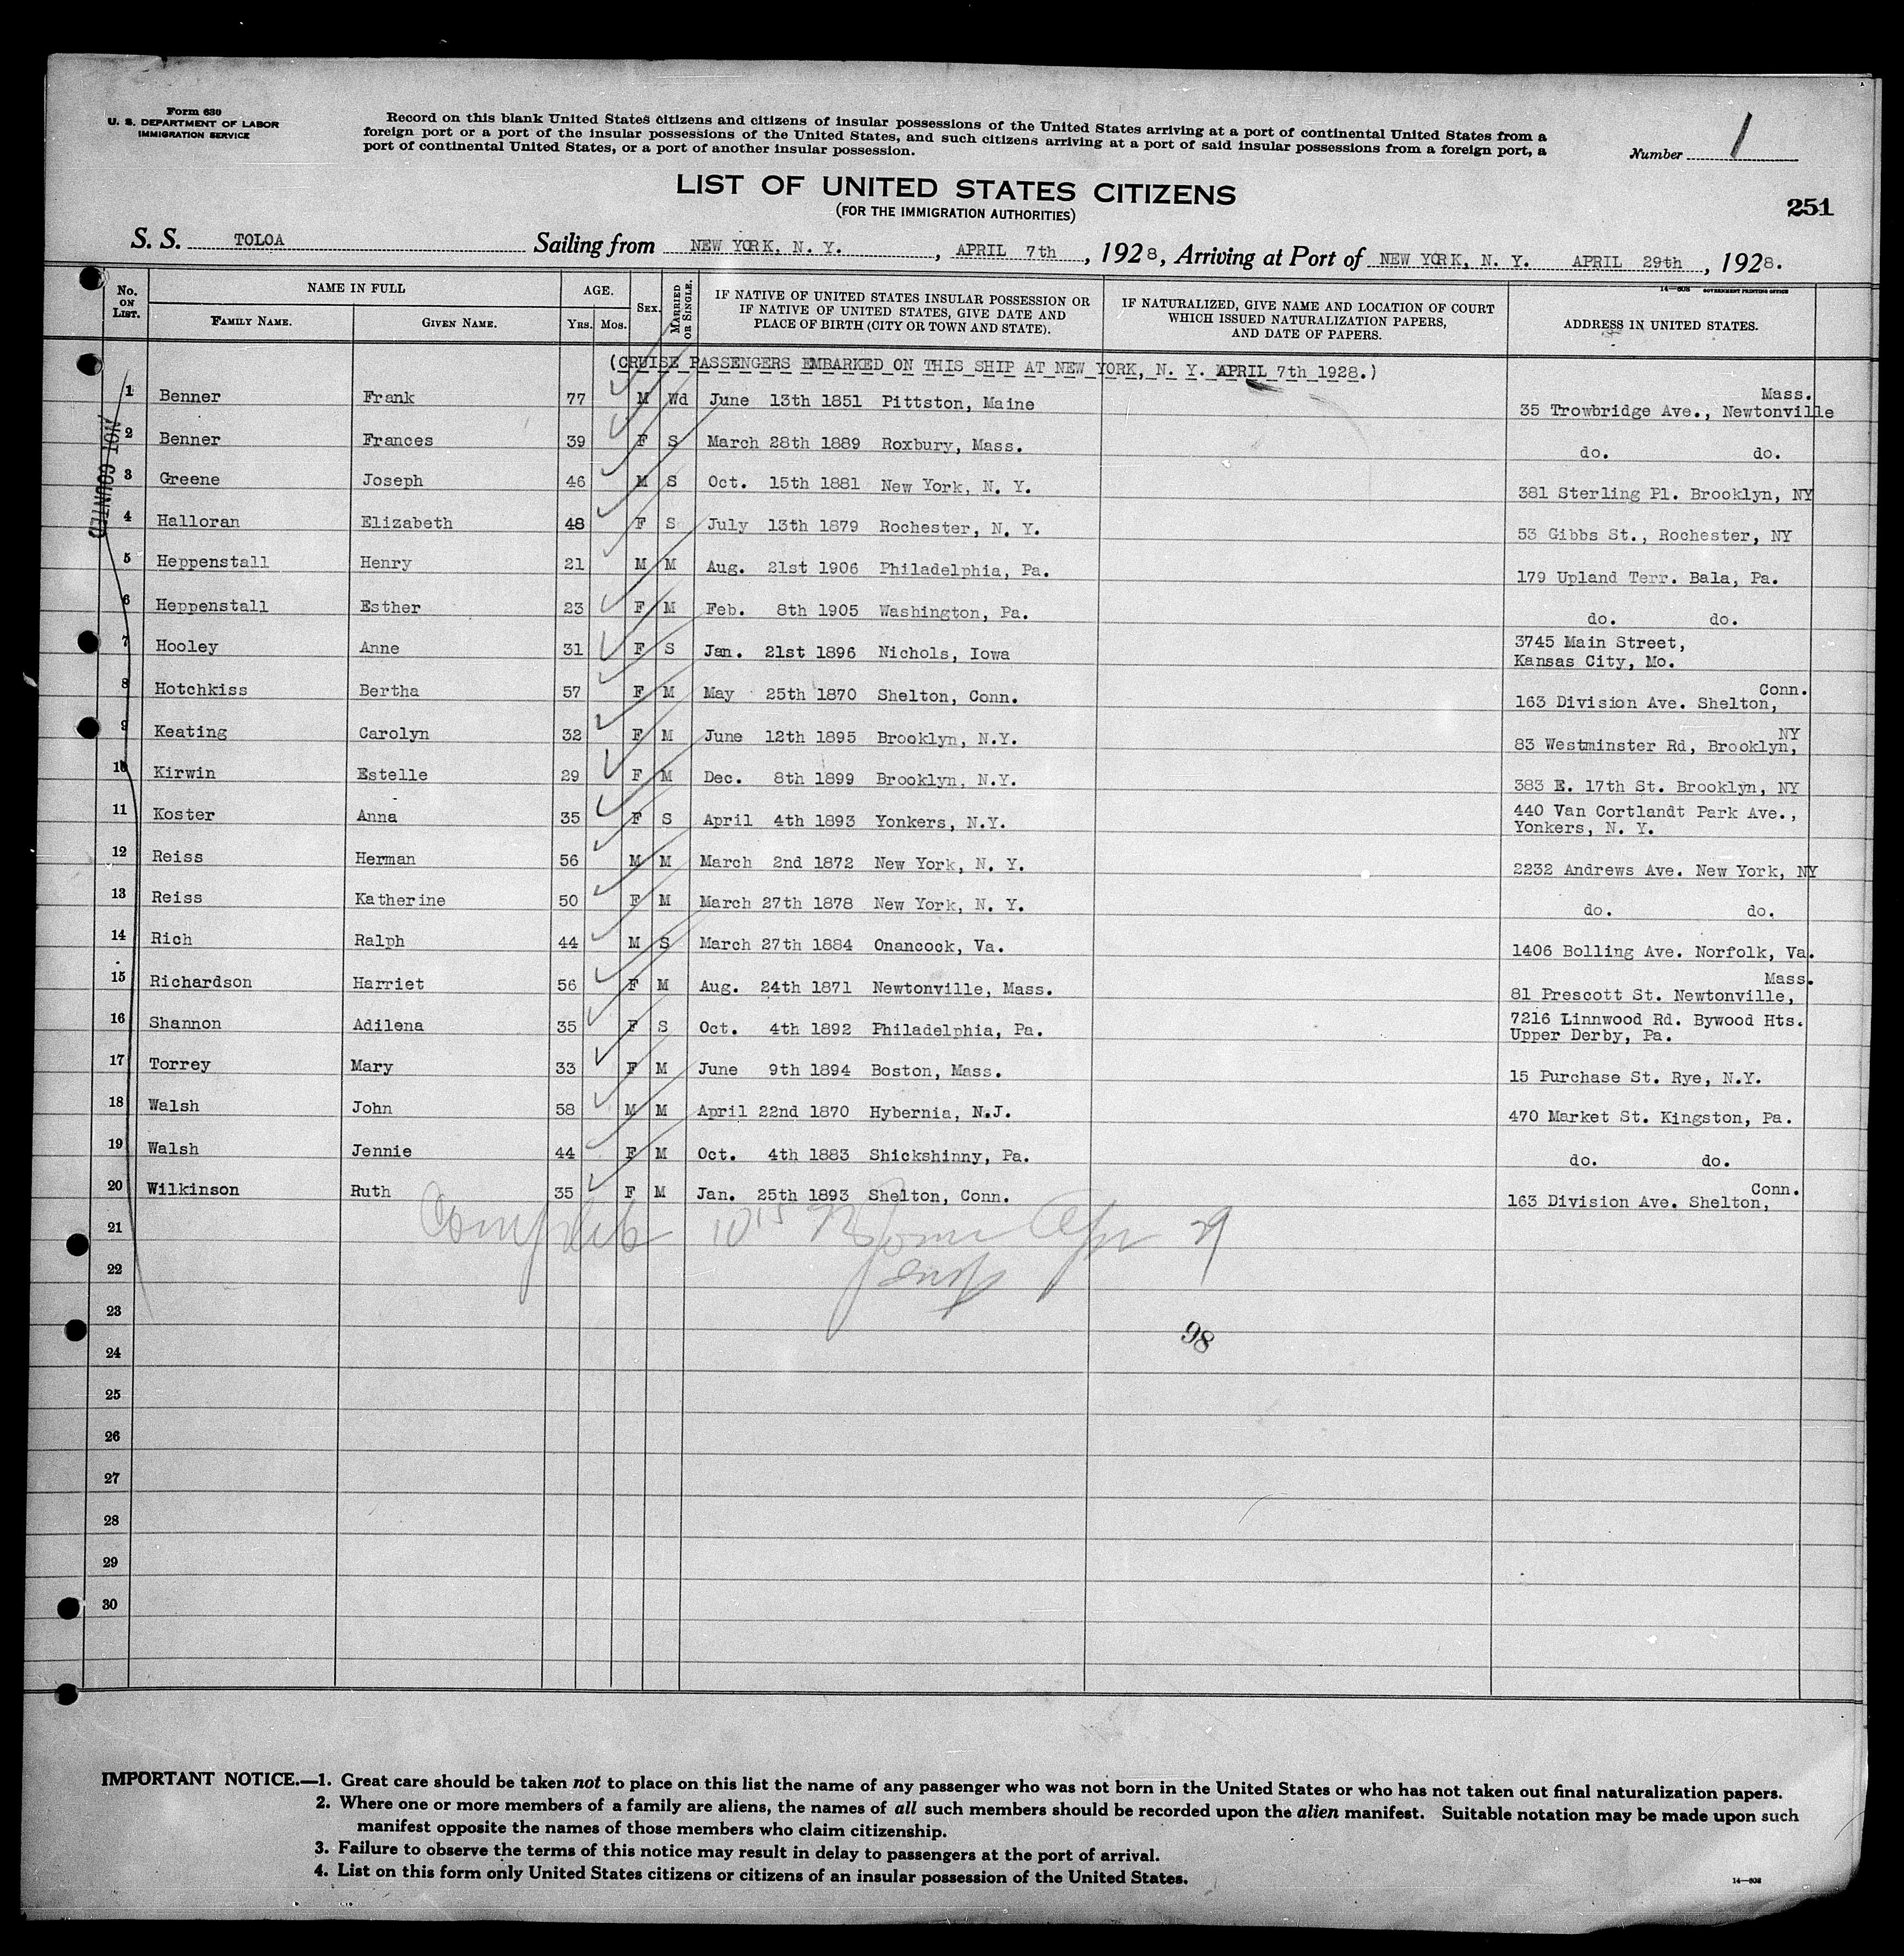 Form 630
U. S. DEPARTMENT OF LABOR
IMMIGRATION SERVICE
Record on this blank United States citizens and citizens of insular possessions of the United States arriving at a port of continental United States from a
foreign port or a port of the insular possessions of the United States, and such citizens arriving at a port of said insular possessions from a foreign port, a
port of continental United States, or a port of another insular possession.
Number 1
LIST OF UNITED STATES CITIZENS
(FOR THE IMMIGRATION AUTHORITIES)
251
S. S. TOLOA Sailing from NEW YORK, N. Y. , APRIL 7th , 1928, Arriving at Port of NEW YORK, N. Y. APRIL 29th , 1928.
14—608 GOVERNMENT PRINTING OFFICE
No. ON LIST. NAME IN FULL FAMILY NAME. GIVEN NAME. AGE. Yrs. Mos. Sex. MARRIED OR SINGLE. IF NATIVE OF UNITED STATES INSULAR POSSESSION OR IF NATIVE OF UNITED STATES, GIVE DATE AND PLACE OF BIRTH (CITY OR TOWN AND STATE). IF NATURALIZED, GIVE NAME AND LOCATION OF COURT WHICH ISSUED NATURALIZATION PAPERS, AND DATE OF PAPERS. ADDRESS IN UNITED STATES.
(CRUISE PASSENGERS EMBARKED ON THIS SHIP AT NEW YORK, N. Y. APRIL 7th 1928.)
NOT COUNTED
1 Benner Frank 77 M Wd June 13th 1851 Pittston, Maine 35 Trowbridge Ave., Newtonville Mass.
2 Benner Frances 39 F S March 28th 1889 Roxbury, Mass. do. do.
3 Greene Joseph 46 M S Oct. 15th 1881 New York, N. Y. 381 Sterling Pl. Brooklyn, NY
4 Halloran Elizabeth 48 F S July 13th 1879 Rochester, N. Y. 53 Gibbs St., Rochester, NY
5 Heppenstall Henry 21 M M Aug. 21st 1906 Philadelphia, Pa. 179 Upland Terr. Bala, Pa.
6 Heppenstall Esther 23 F M Feb. 8th 1905 Washington, Pa. do. do.
7 Hooley Anne 31 F S Jan. 21st 1896 Nichols, Iowa 3745 Main Street, Kansas City, Mo.
8 Hotchkiss Bertha 57 F M May 25th 1870 Shelton, Conn. 163 Division Ave. Shelton, Conn.
9 Keating Carolyn 32 F M June 12th 1895 Brooklyn, N.Y. 83 Westminster Rd, Brooklyn, NY
10 Kirwin Estelle 29 F M Dec. 8th 1899 Brooklyn, N.Y. 383 E. 17th St. Brooklyn, NY
11 Koster Anna 35 F S April 4th 1893 Yonkers, N.Y. 440 Van Cortlandt Park Ave., Yonkers, N. Y.
12 Reiss Herman 56 M M March 2nd 1872 New York, N. Y. 2232 Andrews Ave. New York, NY
13 Reiss Katherine 50 F M March 27th 1878 New York, N. Y. do. do.
14 Rich Ralph 44 M S March 27th 1884 Onancock, Va. 1406 Bolling Ave. Norfolk, Va.
15 Richardson Harriet 56 F M Aug. 24th 1871 Newtonville, Mass. 81 Prescott St. Newtonville, Mass.
16 Shannon Adilena 35 F S Oct. 4th 1892 Philadelphia, Pa. 7216 Linnwood Rd. Bywood Hts. Upper Derby, Pa.
17 Torrey Mary 33 F M June 9th 1894 Boston, Mass. 15 Purchase St. Rye, N.Y.
18 Walsh John 58 M M April 22nd 1870 Hybernia, N.J. 470 Market St. Kingston, Pa.
19 Walsh Jennie 44 F M Oct. 4th 1883 Shickshinny, Pa. do. do.
20 Wilkinson Ruth 35 F M Jan. 25th 1893 Shelton, Conn. 163 Division Ave. Shelton, Conn.
21
22
23
98
24
25
26
27
28
29
30
IMPORTANT NOTICE.—1. Great care should be taken not to place on this list the name of any passenger who was not born in the United States or who has not taken out final naturalization papers.
2. Where one or more members of a family are aliens, the names of all such members should be recorded upon the alien manifest. Suitable notation may be made upon such
manifest opposite the names of those members who claim citizenship.
3. Failure to observe the terms of this notice may result in delay to passengers at the port of arrival.
4. List on this form only United States citizens or citizens of an insular possession of the United States.
14—608